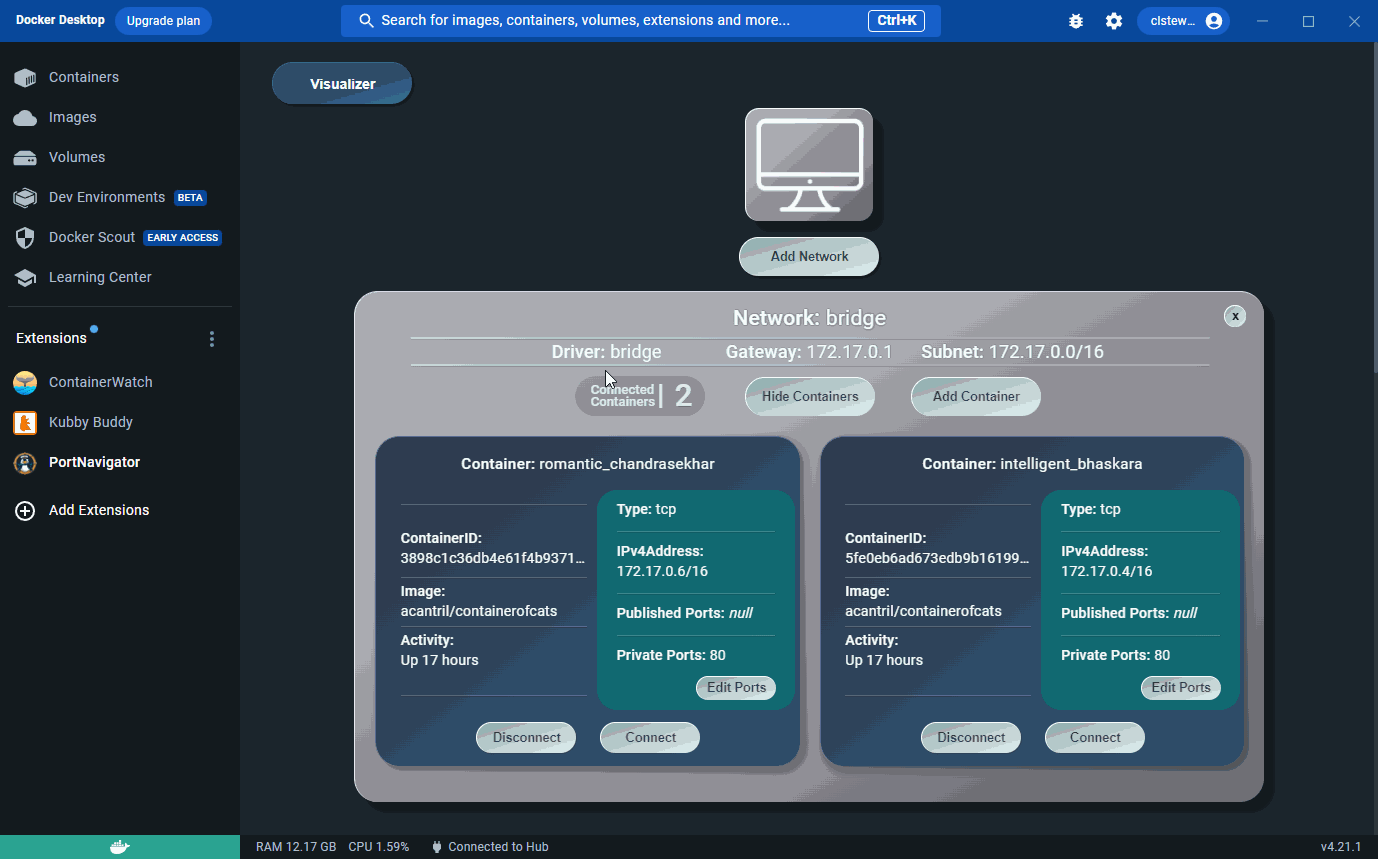 Docker Desktop
Upgrade plan
Search for images, containers, volumes, extensions and more...
Ctrl+K
clstew...
Containers
Images
Volumes
Dev Environments BETA
Docker Scout EARLY ACCESS
Learning Center
Extensions
ContainerWatch
Kubby Buddy
PortNavigator
Add Extensions
Visualizer
Add Network
Network: bridge
x
Driver: bridge Gateway: 172.17.0.1 Subnet: 172.17.0.0/16
Connected
Containers | 2
Hide Containers
Add Container
Container: romantic_chandrasekhar
ContainerID:
3898c1c36db4e61f4b9371...
Image:
acantril/containerofcats
Activity:
Up 17 hours
Type: tcp
IPv4Address:
172.17.0.6/16
Published Ports: null
Private Ports: 80
Edit Ports
Disconnect
Connect
Container: intelligent_bhaskara
ContainerID:
5fe0eb6ad673edb9b16199...
Image:
acantril/containerofcats
Activity:
Up 17 hours
Type: tcp
IPv4Address:
172.17.0.4/16
Published Ports: null
Private Ports: 80
Edit Ports
Disconnect
Connect
RAM 12.17 GB CPU 1.59% Connected to Hub
v4.21.1